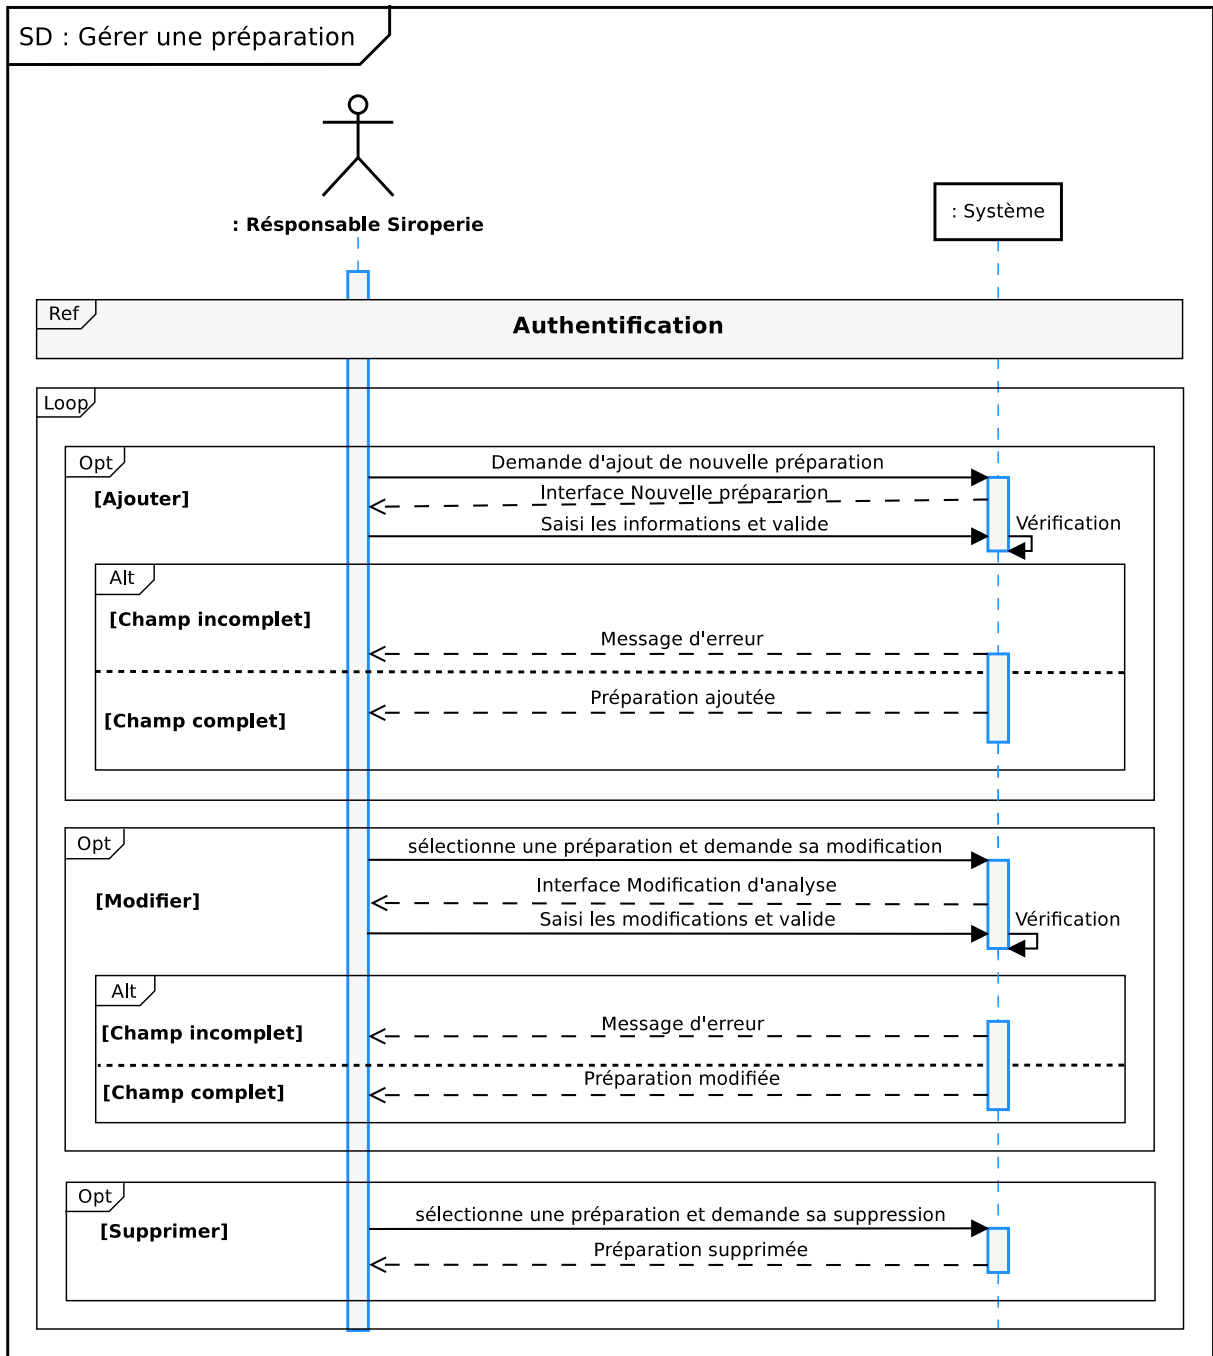 SD : Gérer une préparation
: Résponsable Siroperie
: Système
Ref
Authentification
Loop
Opt
Demande d'ajout de nouvelle préparation
[Ajouter]
Interface Nouvelle prépararion
Saisi les informations et valide
Vérification
Alt
[Champ incomplet]
Message d'erreur
Préparation ajoutée
[Champ complet]
Opt
sélectionne une préparation et demande sa modification
Interface Modification d'analyse
[Modifier]
Saisi les modifications et valide
Vérification
Alt
[Champ incomplet]
Message d'erreur
Préparation modifiée
[Champ complet]
Opt
sélectionne une préparation et demande sa suppression
[Supprimer]
Préparation supprimée